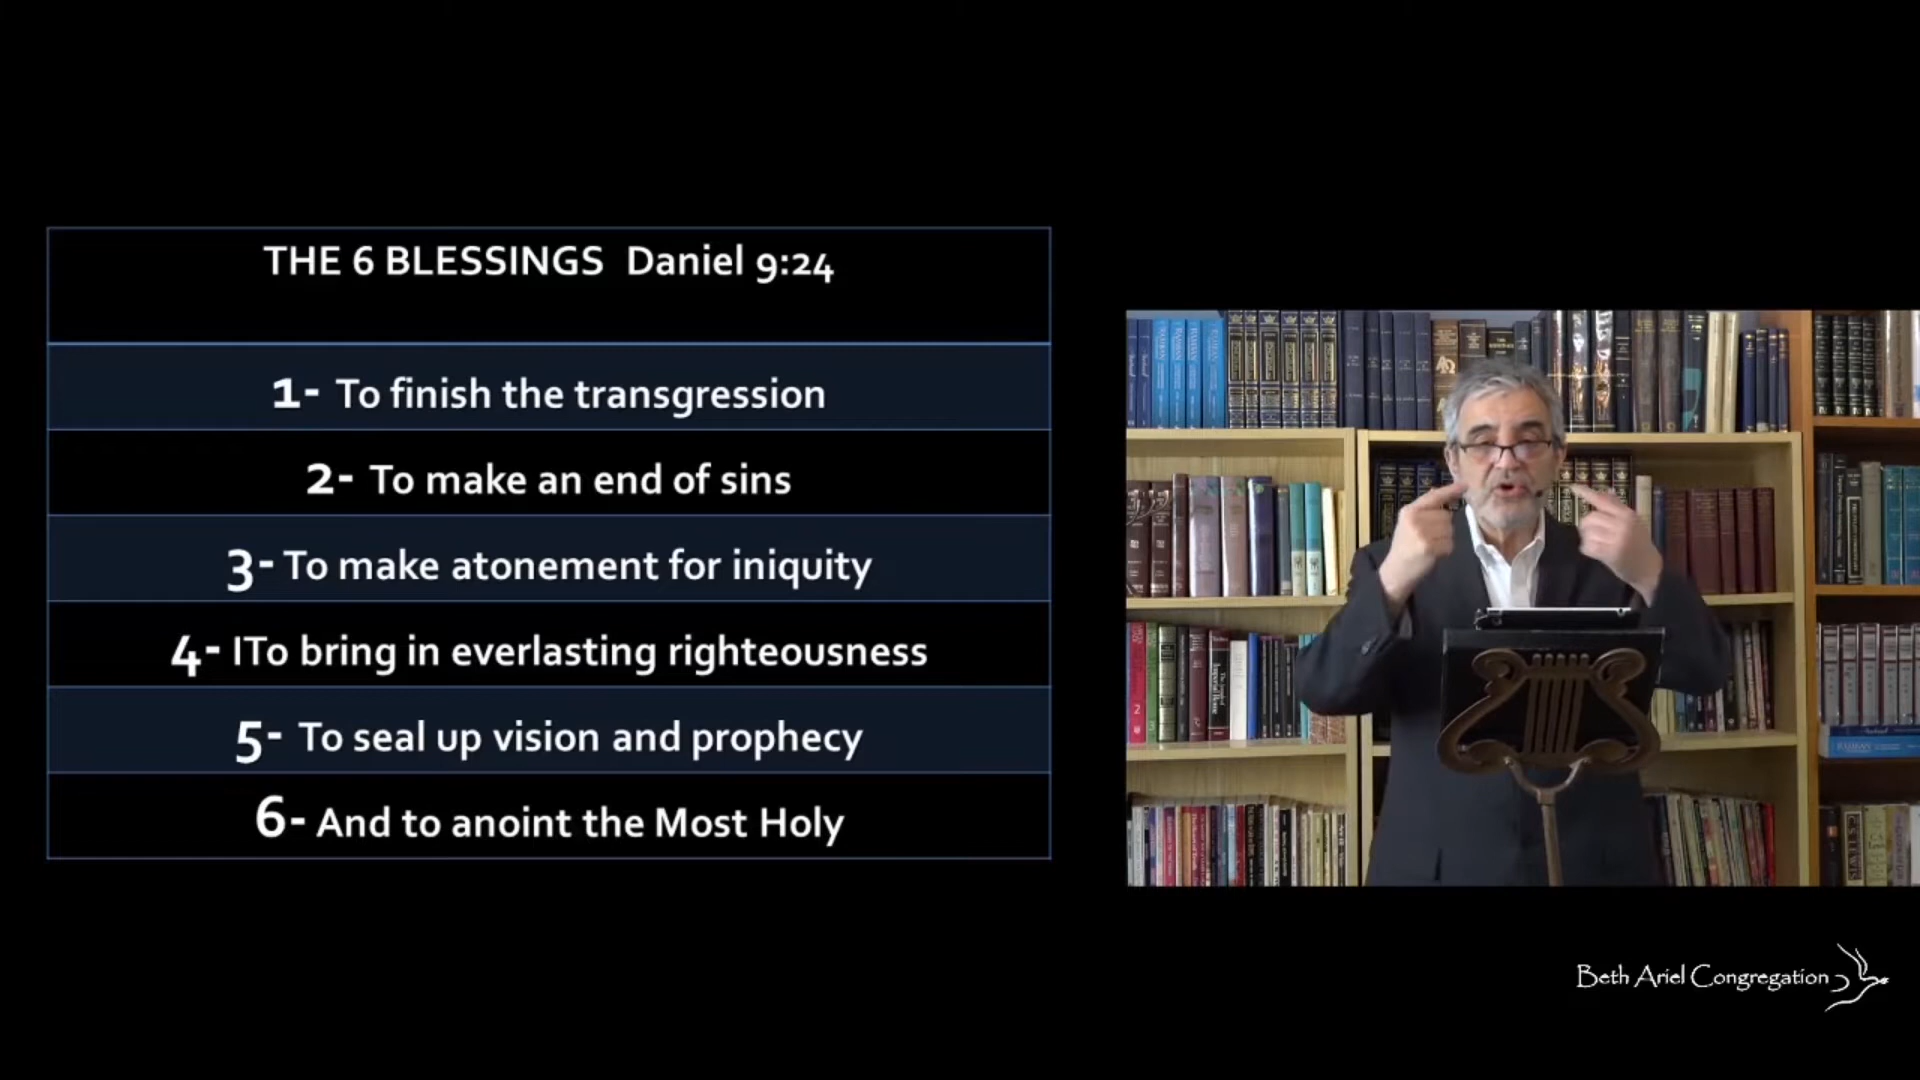 THE 6 BLESSINGS Daniel 9:24
1- To finish the transgression
2- To make an end of sins
3- To make atonement for iniquity
4- ITo bring in everlasting righteousness
5- To seal up vision and prophecy
6- And to anoint the Most Holy
Beth Ariel Congregation